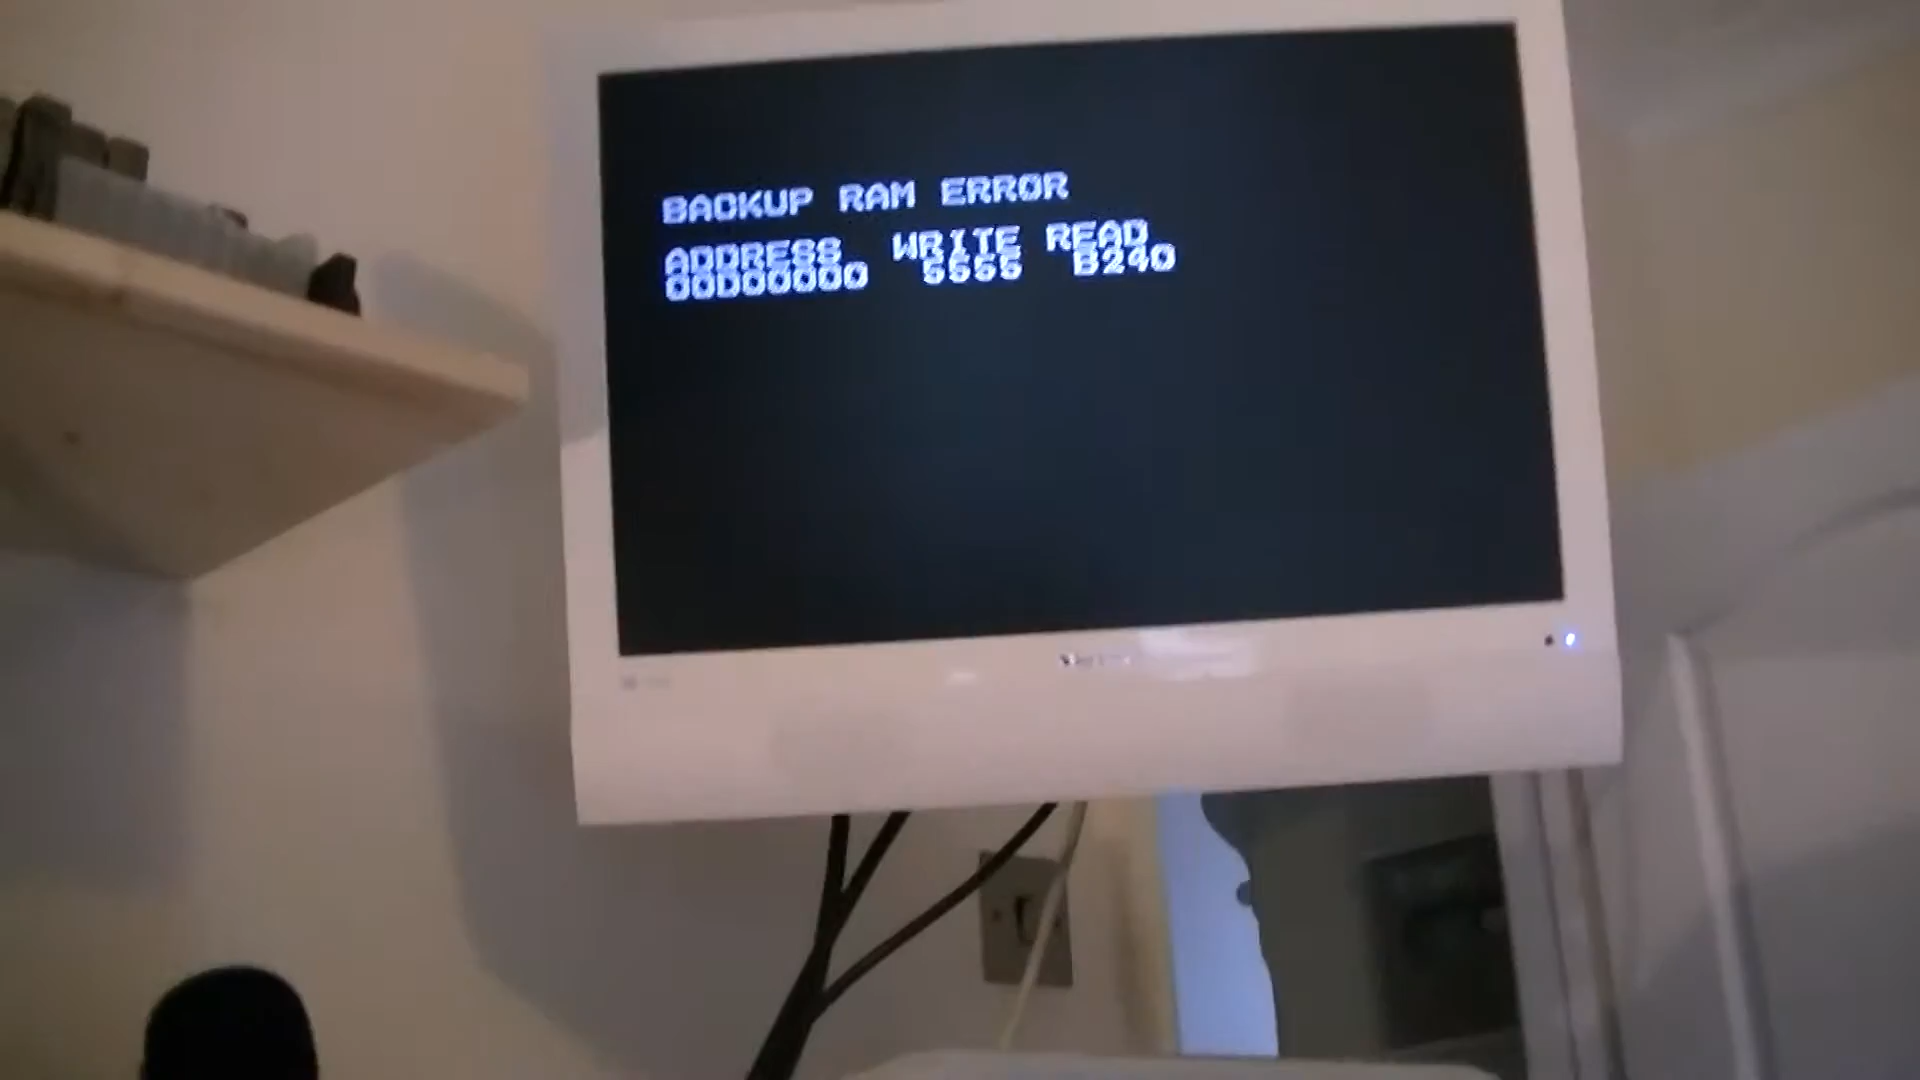 BACKUP RAM ERROR
ADDRESS WRITE READ
00D00000 5555 B240